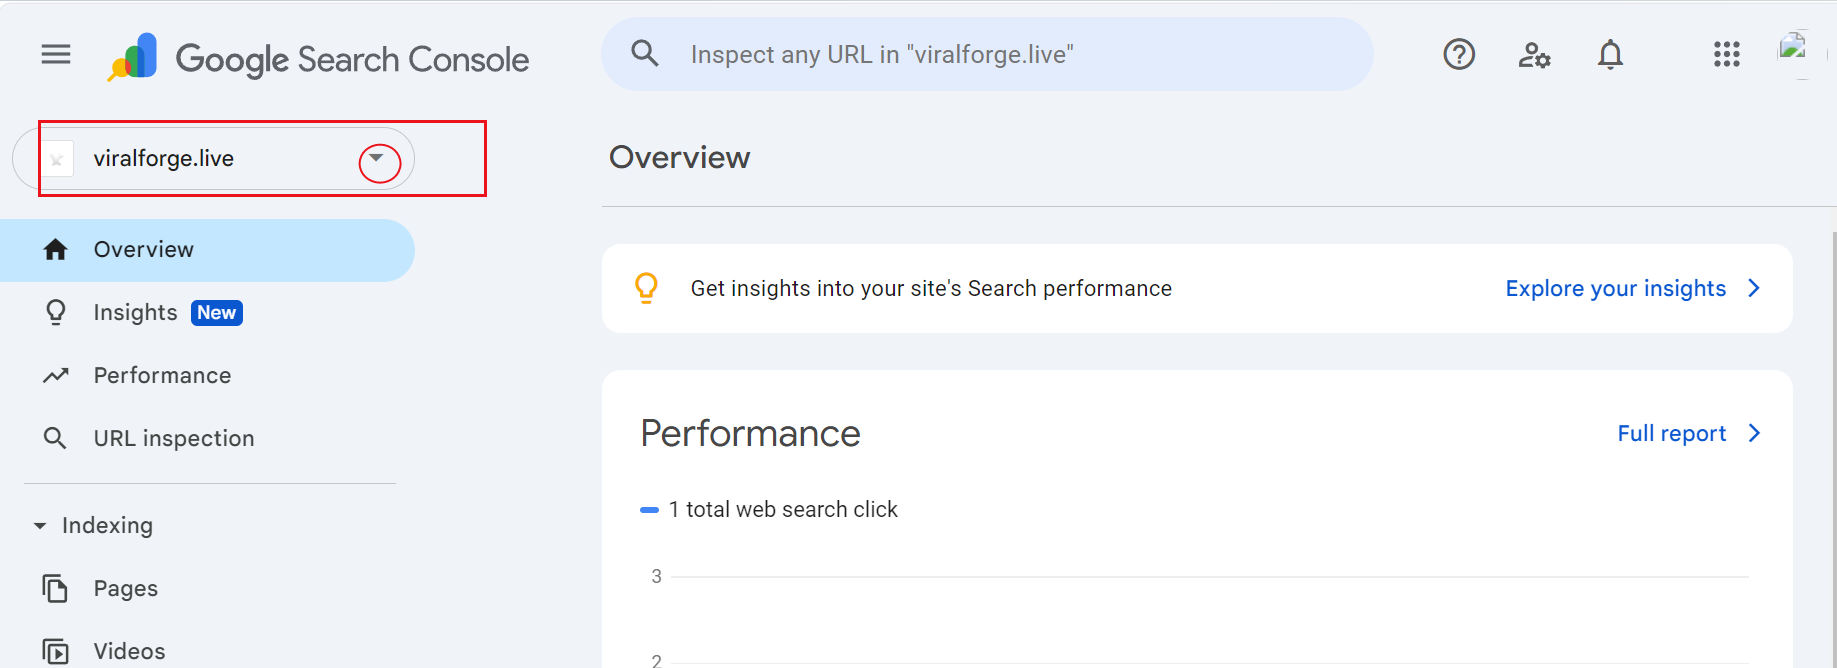 Google Search Console
Inspect any URL in "viralforge.live"
viralforge.live
Overview
Overview
Insights New
Performance
URL inspection
Indexing
Pages
Videos
Get insights into your site's Search performance
Explore your insights
Performance
Full report
1 total web search click
3
2